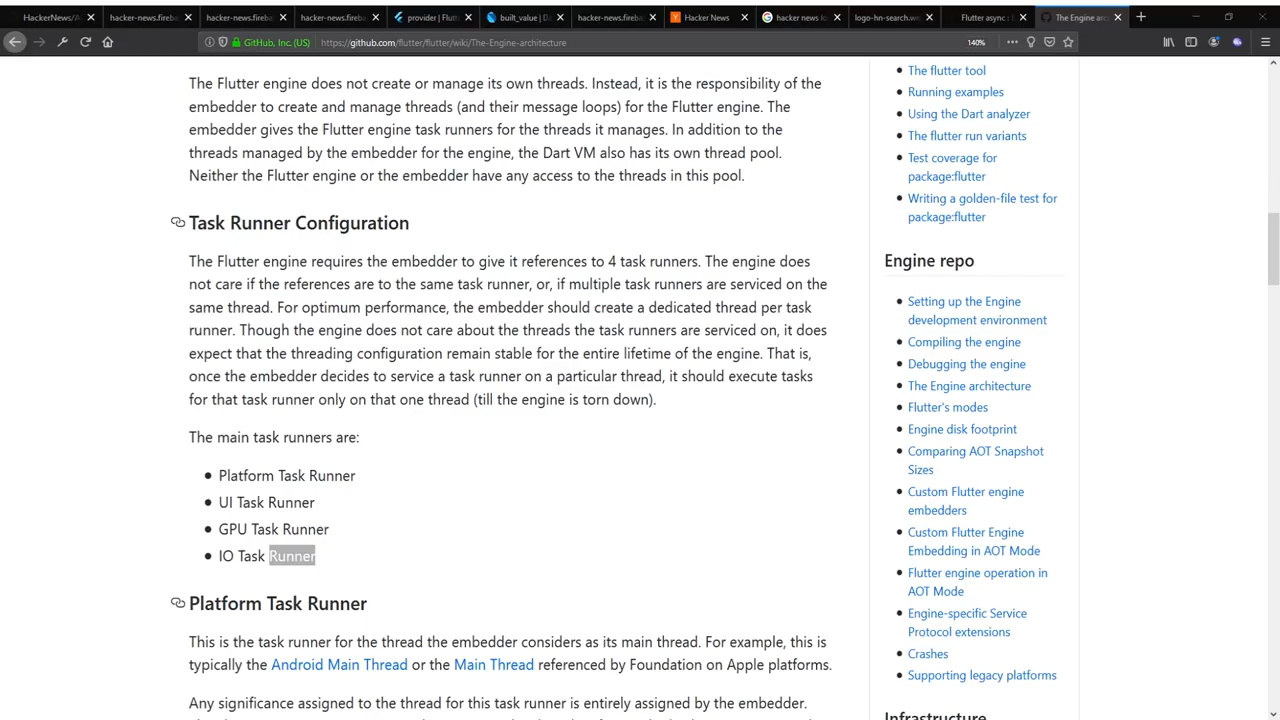 HackerNews/A
hacker-news.fireba
hacker-news.fireba
hacker-news.fireba
provider | Flut
built_value | D
hacker-news.fireba
Hacker News
hacker news lo
logo-hn-search.w
Flutter async :
The Engine arc
GitHub, Inc. (US)
https://github.com/flutter/flutter/wiki/The-Engine-architecture
140%
The Flutter engine does not create or manage its own threads. Instead, it is the responsibility of the
embedder to create and manage threads (and their message loops) for the Flutter engine. The
embedder gives the Flutter engine task runners for the threads it manages. In addition to the
threads managed by the embedder for the engine, the Dart VM also has its own thread pool.
Neither the Flutter engine or the embedder have any access to the threads in this pool.
Task Runner Configuration
The Flutter engine requires the embedder to give it references to 4 task runners. The engine does
not care if the references are to the same task runner, or, if multiple task runners are serviced on the
same thread. For optimum performance, the embedder should create a dedicated thread per task
runner. Though the engine does not care about the threads the task runners are serviced on, it does
expect that the threading configuration remain stable for the entire lifetime of the engine. That is,
once the embedder decides to service a task runner on a particular thread, it should execute tasks
for that task runner only on that one thread (till the engine is torn down).
The main task runners are:
Platform Task Runner
UI Task Runner
GPU Task Runner
IO Task Runner
Platform Task Runner
This is the task runner for the thread the embedder considers as its main thread. For example, this is
typically the Android Main Thread or the Main Thread referenced by Foundation on Apple platforms.
Any significance assigned to the thread for this task runner is entirely assigned by the embedder.
The flutter tool
Running examples
Using the Dart analyzer
The flutter run variants
Test coverage for
package:flutter
Writing a golden-file test for
package:flutter
Engine repo
Setting up the Engine
development environment
Compiling the engine
Debugging the engine
The Engine architecture
Flutter's modes
Engine disk footprint
Comparing AOT Snapshot
Sizes
Custom Flutter engine
embedders
Custom Flutter Engine
Embedding in AOT Mode
Flutter engine operation in
AOT Mode
Engine-specific Service
Protocol extensions
Crashes
Supporting legacy platforms
Infrastructure